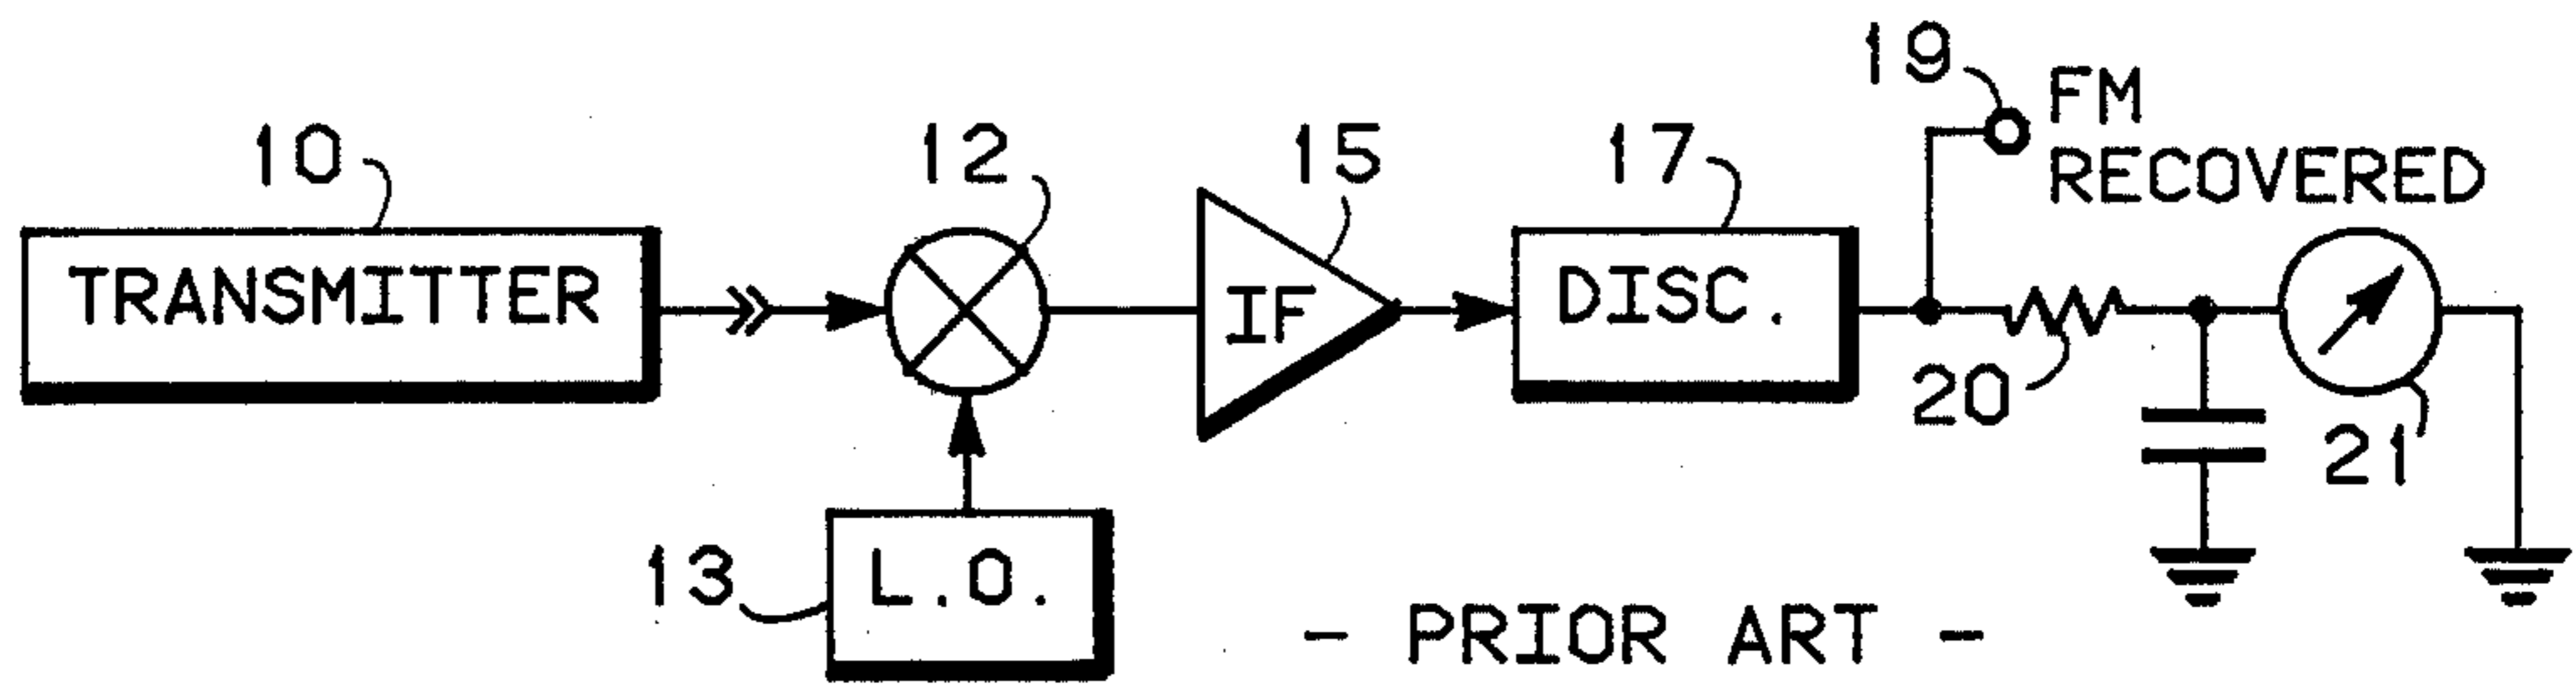 19
FM
RECOVERED
10
12
15
17
TRANSMITTER
IF
DISC.
20
21
13
L.O.
- PRIOR ART -